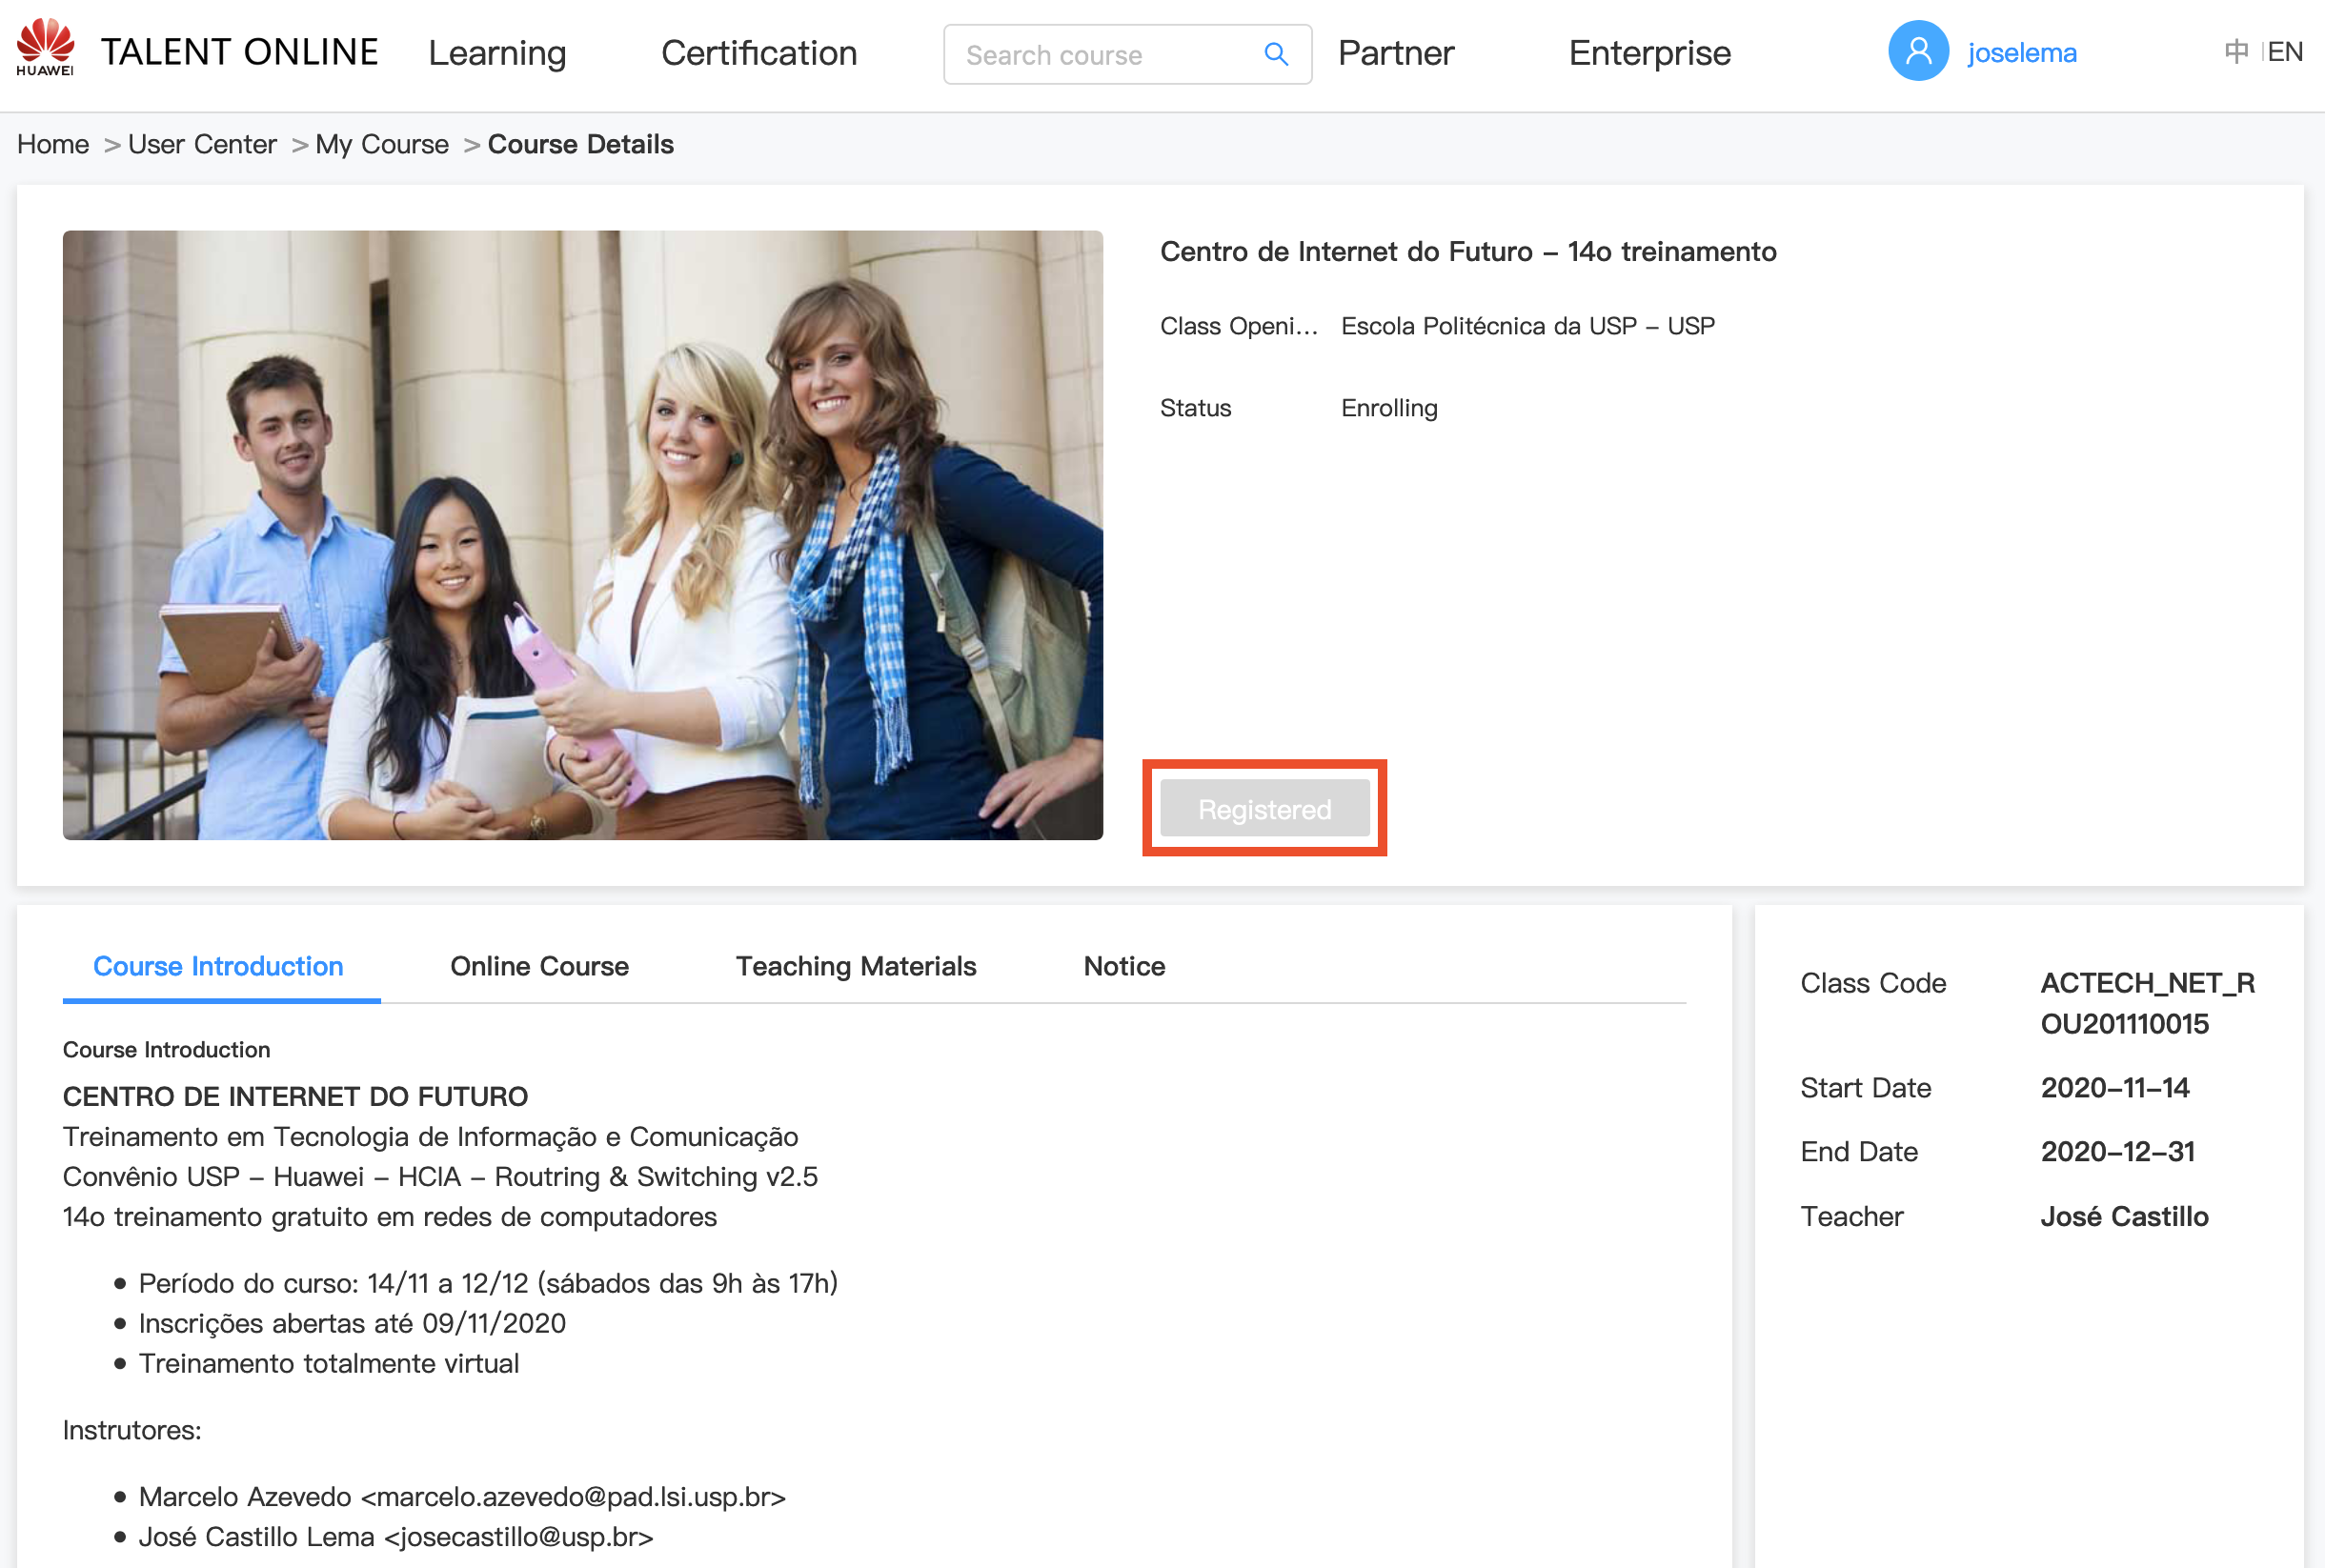 HUAWEI
TALENT ONLINE
Learning
Certification
Search course
Partner
Enterprise
joselema
中 | EN
Home > User Center > My Course > Course Details
Centro de Internet do Futuro – 14o treinamento
Class Openi... Escola Politécnica da USP – USP
Status Enrolling
Registered
Course Introduction
Online Course
Teaching Materials
Notice
Course Introduction
CENTRO DE INTERNET DO FUTURO
Treinamento em Tecnologia de Informação e Comunicação
Convênio USP – Huawei – HCIA – Routring & Switching v2.5
14o treinamento gratuito em redes de computadores
• Período do curso: 14/11 a 12/12 (sábados das 9h às 17h)
• Inscrições abertas até 09/11/2020
• Treinamento totalmente virtual
Instrutores:
• Marcelo Azevedo <marcelo.azevedo@pad.lsi.usp.br>
• José Castillo Lema <josecastillo@usp.br>
Class Code ACTECH_NET_R
OU201110015
Start Date 2020–11–14
End Date 2020–12–31
Teacher José Castillo